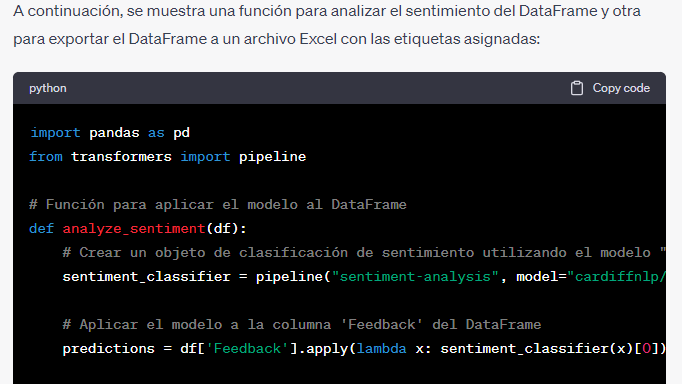 A continuación, se muestra una función para analizar el sentimiento del DataFrame y otra
para exportar el DataFrame a un archivo Excel con las etiquetas asignadas:
python
Copy code
import pandas as pd
from transformers import pipeline
# Función para aplicar el modelo al DataFrame
def analyze_sentiment(df):
    # Crear un objeto de clasificación de sentimiento utilizando el modelo "
    sentiment_classifier = pipeline("sentiment-analysis", model="cardiffnlp/
    # Aplicar el modelo a la columna 'Feedback' del DataFrame
    predictions = df['Feedback'].apply(lambda x: sentiment_classifier(x)[0])